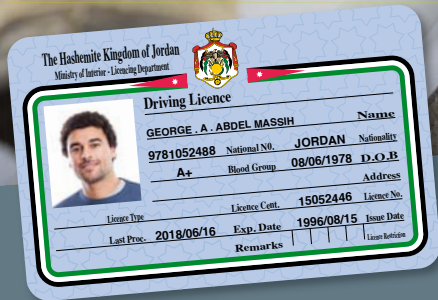 The Hashemite Kingdom of Jordan
Ministry of Interior - Licencing Department
Driving Licence
GEORGE . A . ABDEL MASSIH Name
9781052488 National N0. JORDAN Nationality
A+ Blood Group 08/06/1978 D.O.B
Address
Licence Type Licence Cent. 15052446 Licence No.
Last Proc. 2018/06/16 Exp. Date 1996/08/15 Issue Date
Remarks Licence Restriction